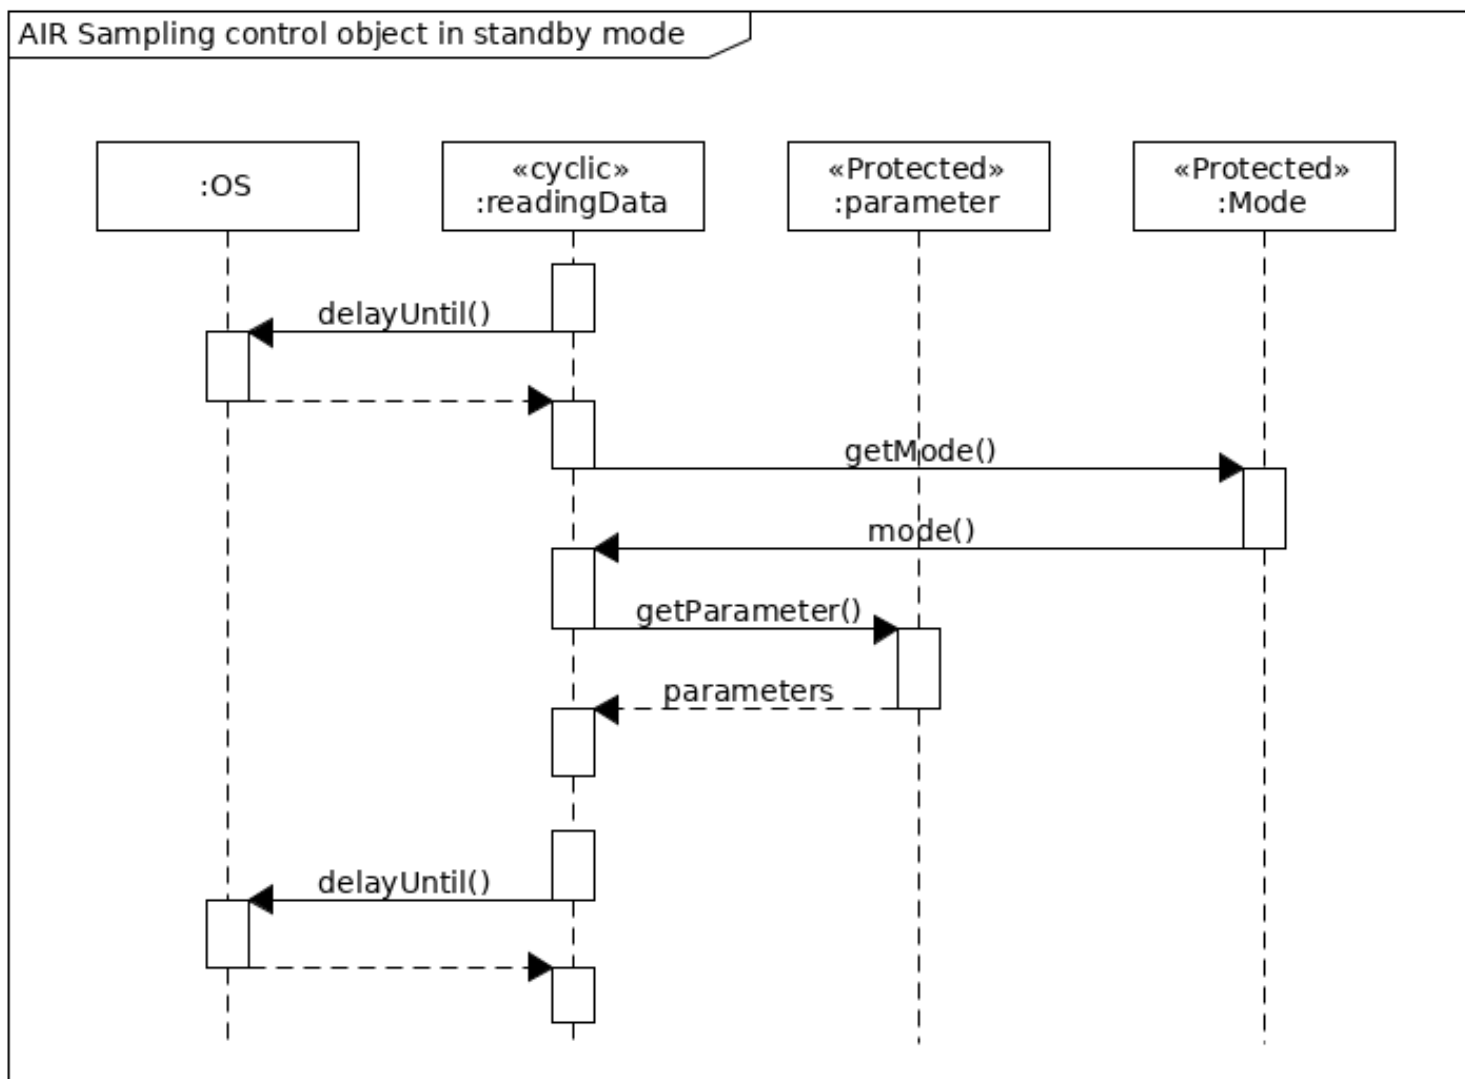 AIR Sampling control object in standby mode
:OS
«cyclic»
:readingData
«Protected»
:parameter
«Protected»
:Mode
delayUntil()
getMode()
mode()
getParameter()
parameters
delayUntil()